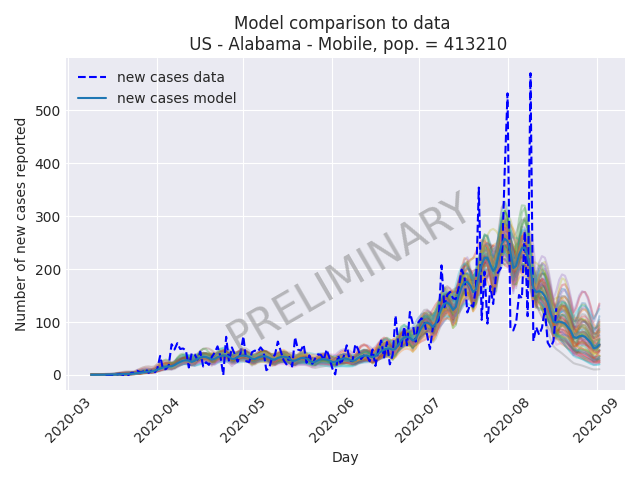 Model comparison to data
US - Alabama - Mobile, pop. = 413210
new cases data
new cases model
PRELIMINARY
Number of new cases reported
500
400
300
200
100
0
2020-03
2020-04
2020-05
2020-06
2020-07
2020-08
2020-09
Day